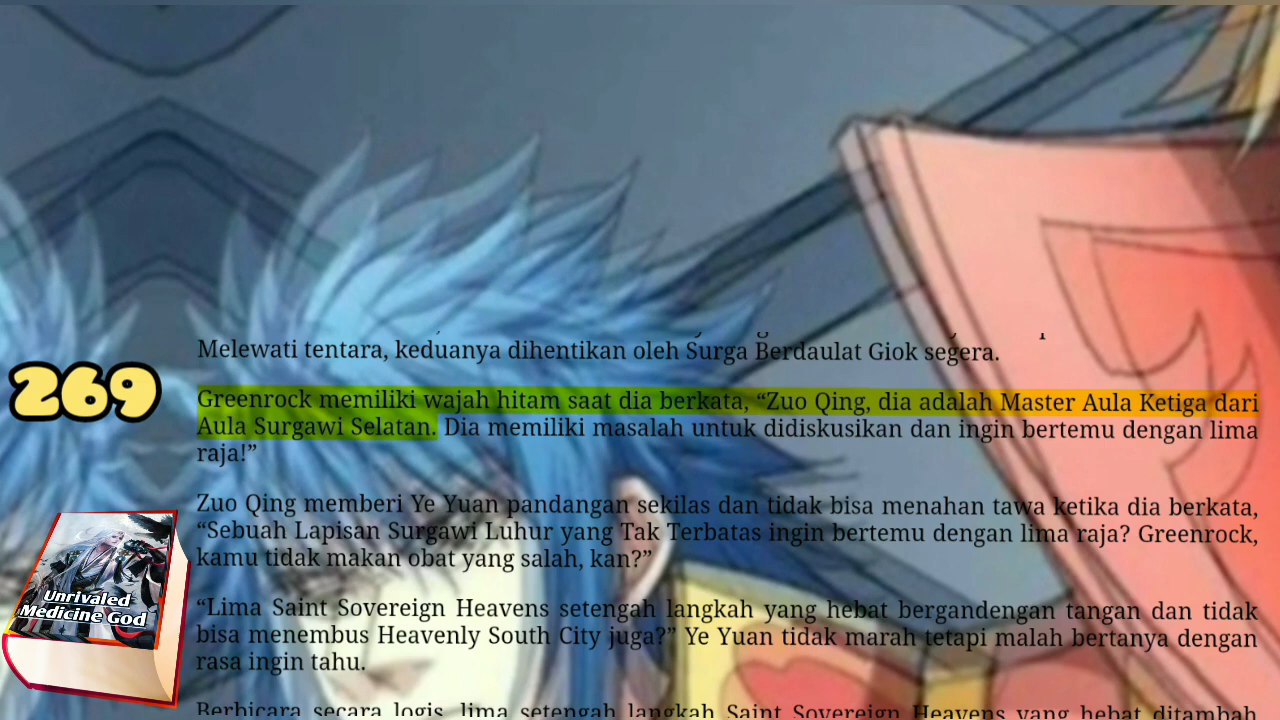 Melewati tentara, keduanya dihentikan oleh Surga Berdaulat Giok segera.
269
Greenrock memiliki wajah hitam saat dia berkata, “Zuo Qing, dia adalah Master Aula Ketiga dari
Aula Surgawi Selatan. Dia memiliki masalah untuk didiskusikan dan ingin bertemu dengan lima
raja!”
Zuo Qing memberi Ye Yuan pandangan sekilas dan tidak bisa menahan tawa ketika dia berkata,
“Sebuah Lapisan Surgawi Luhur yang Tak Terbatas ingin bertemu dengan lima raja? Greenrock,
kamu tidak makan obat yang salah, kan?”
Unrivaled
Medicine God
“Lima Saint Sovereign Heavens setengah langkah yang hebat bergandengan tangan dan tidak
bisa menembus Heavenly South City juga?” Ye Yuan tidak marah tetapi malah bertanya dengan
rasa ingin tahu.
Berbicara secara logis, lima setengah langkah Saint Sovereign Heavens yang hebat ditambah